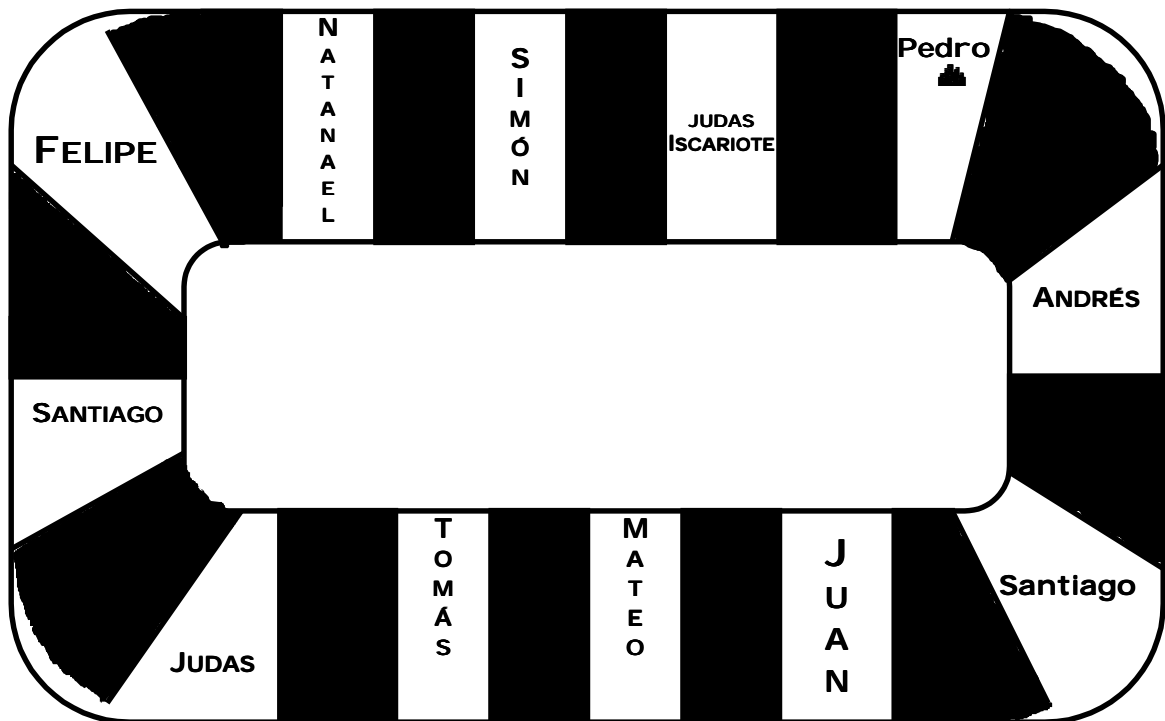 NATANAEL
SIMÓN
JUDAS
ISCARIOTE
Pedro
FELIPE
ANDRÉS
SANTIAGO
TOMÁS
MATEO
JUAN
Santiago
JUDAS